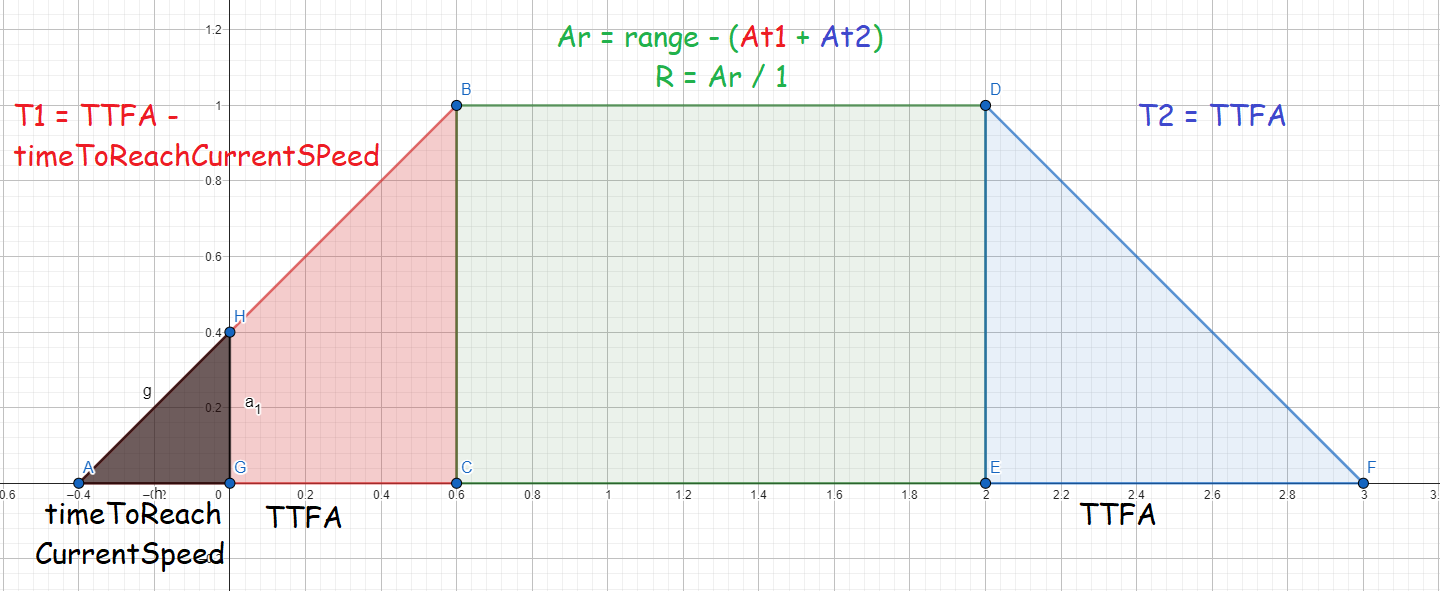 Ar = range - (At1 + At2)
R = Ar / 1
T1 = TTFA -
timeToReachCurrentSPeed
T2 = TTFA
1.2
1
0.8
0.6
0.4
0.2
B
D
H
g
a1
A
G
C
E
F
h
0.6
–0.4
0
0.2
0.4
0.6
0.8
1
1.2
1.4
1.6
1.8
2
2.2
2.4
2.6
2.8
3
timeToReach
CurrentSpeed
TTFA
TTFA